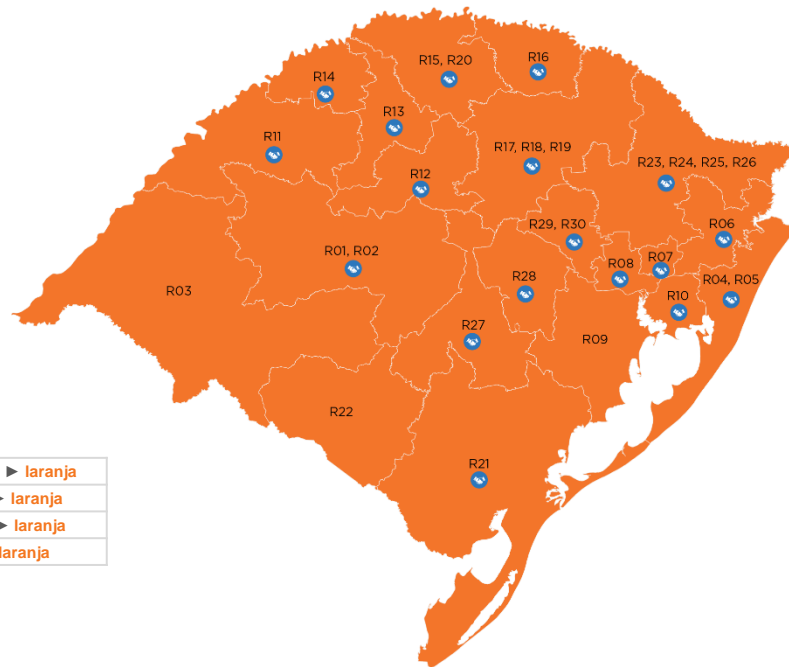 R16
R15, R20
R14
R13
R11
R17, R18, R19
R23, R24, R25, R26
R12
R29, R30
R06
R01, R02
R07
R08
R28
R04, R05
R03
R10
R27
R09
R22
R21
► laranja
► laranja
► laranja
laranja